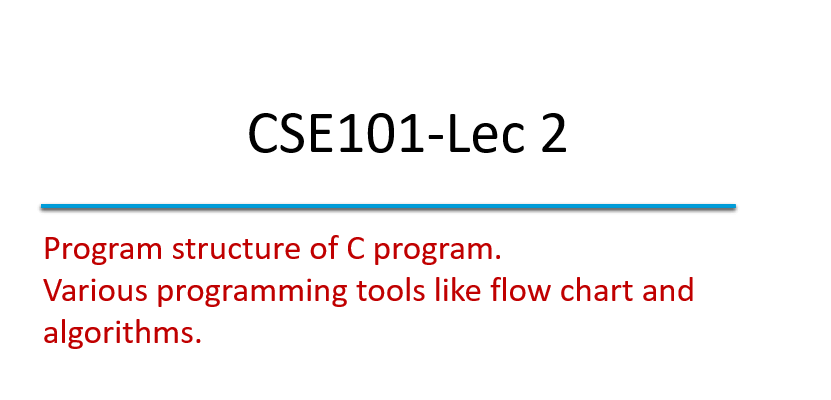 CSE101-Lec 2
Program structure of C program.
Various programming tools like flow chart and
algorithms.